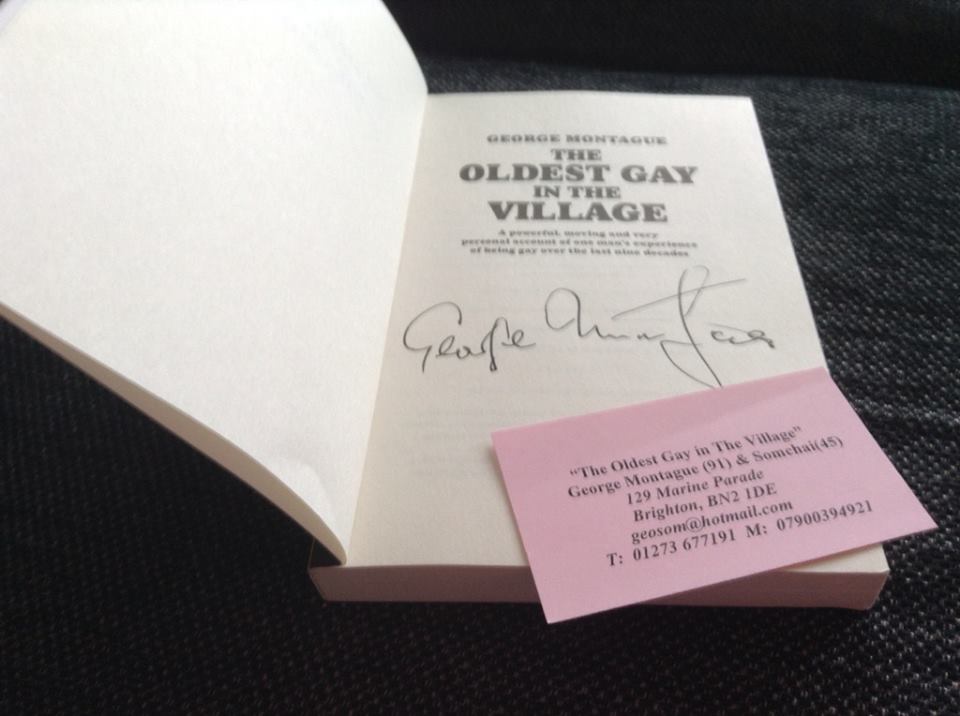 GEORGE MONTAGUE
THE
OLDEST GAY
IN THE
VILLAGE
A powerful, moving and very
personal account of one man's experience
of being gay over the last nine decades
George Montague
"The Oldest Gay in The Village"
George Montague (91) & Somchai(45)
129 Marine Parade
Brighton, BN2 1DE
geosom@hotmail.com
T: 01273 677191 M: 07900394921